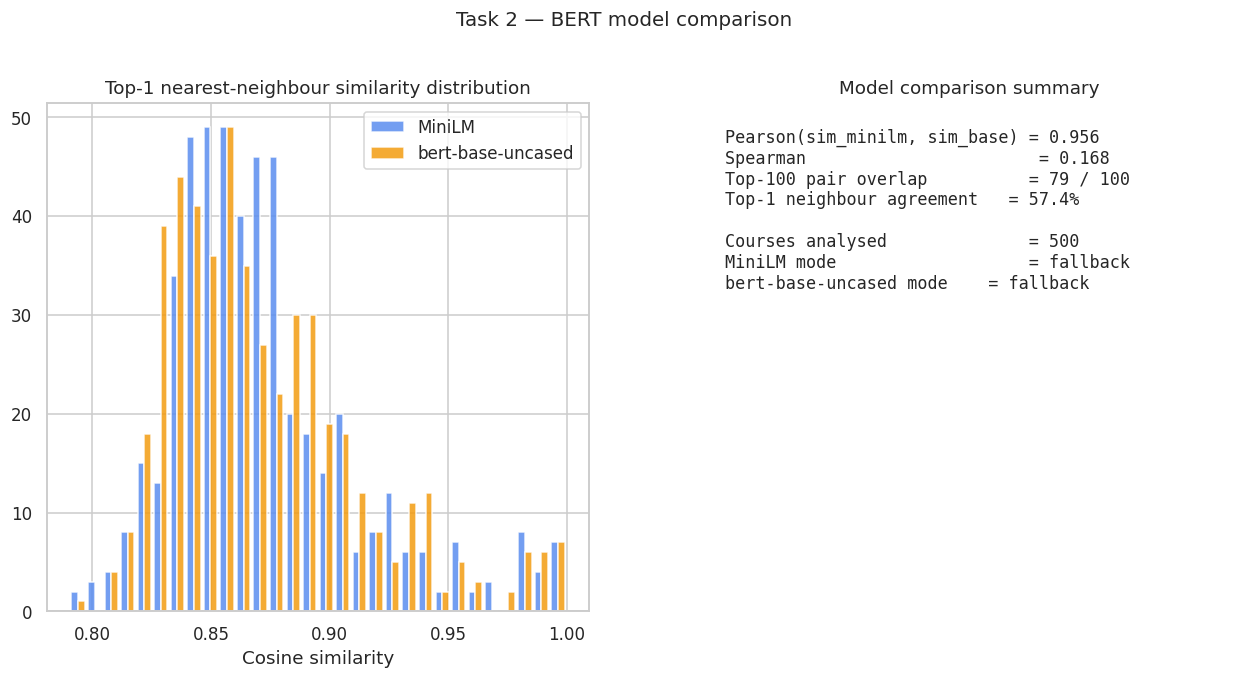 Task 2 — BERT model comparison
Top-1 nearest-neighbour similarity distribution
50
40
30
20
10
0
MiniLM
bert-base-uncased
0.80 0.85 0.90 0.95 1.00
Cosine similarity
Model comparison summary
Pearson(sim_minilm, sim_base) = 0.956
Spearman = 0.168
Top-100 pair overlap = 79 / 100
Top-1 neighbour agreement = 57.4%
Courses analysed = 500
MiniLM mode = fallback
bert-base-uncased mode = fallback